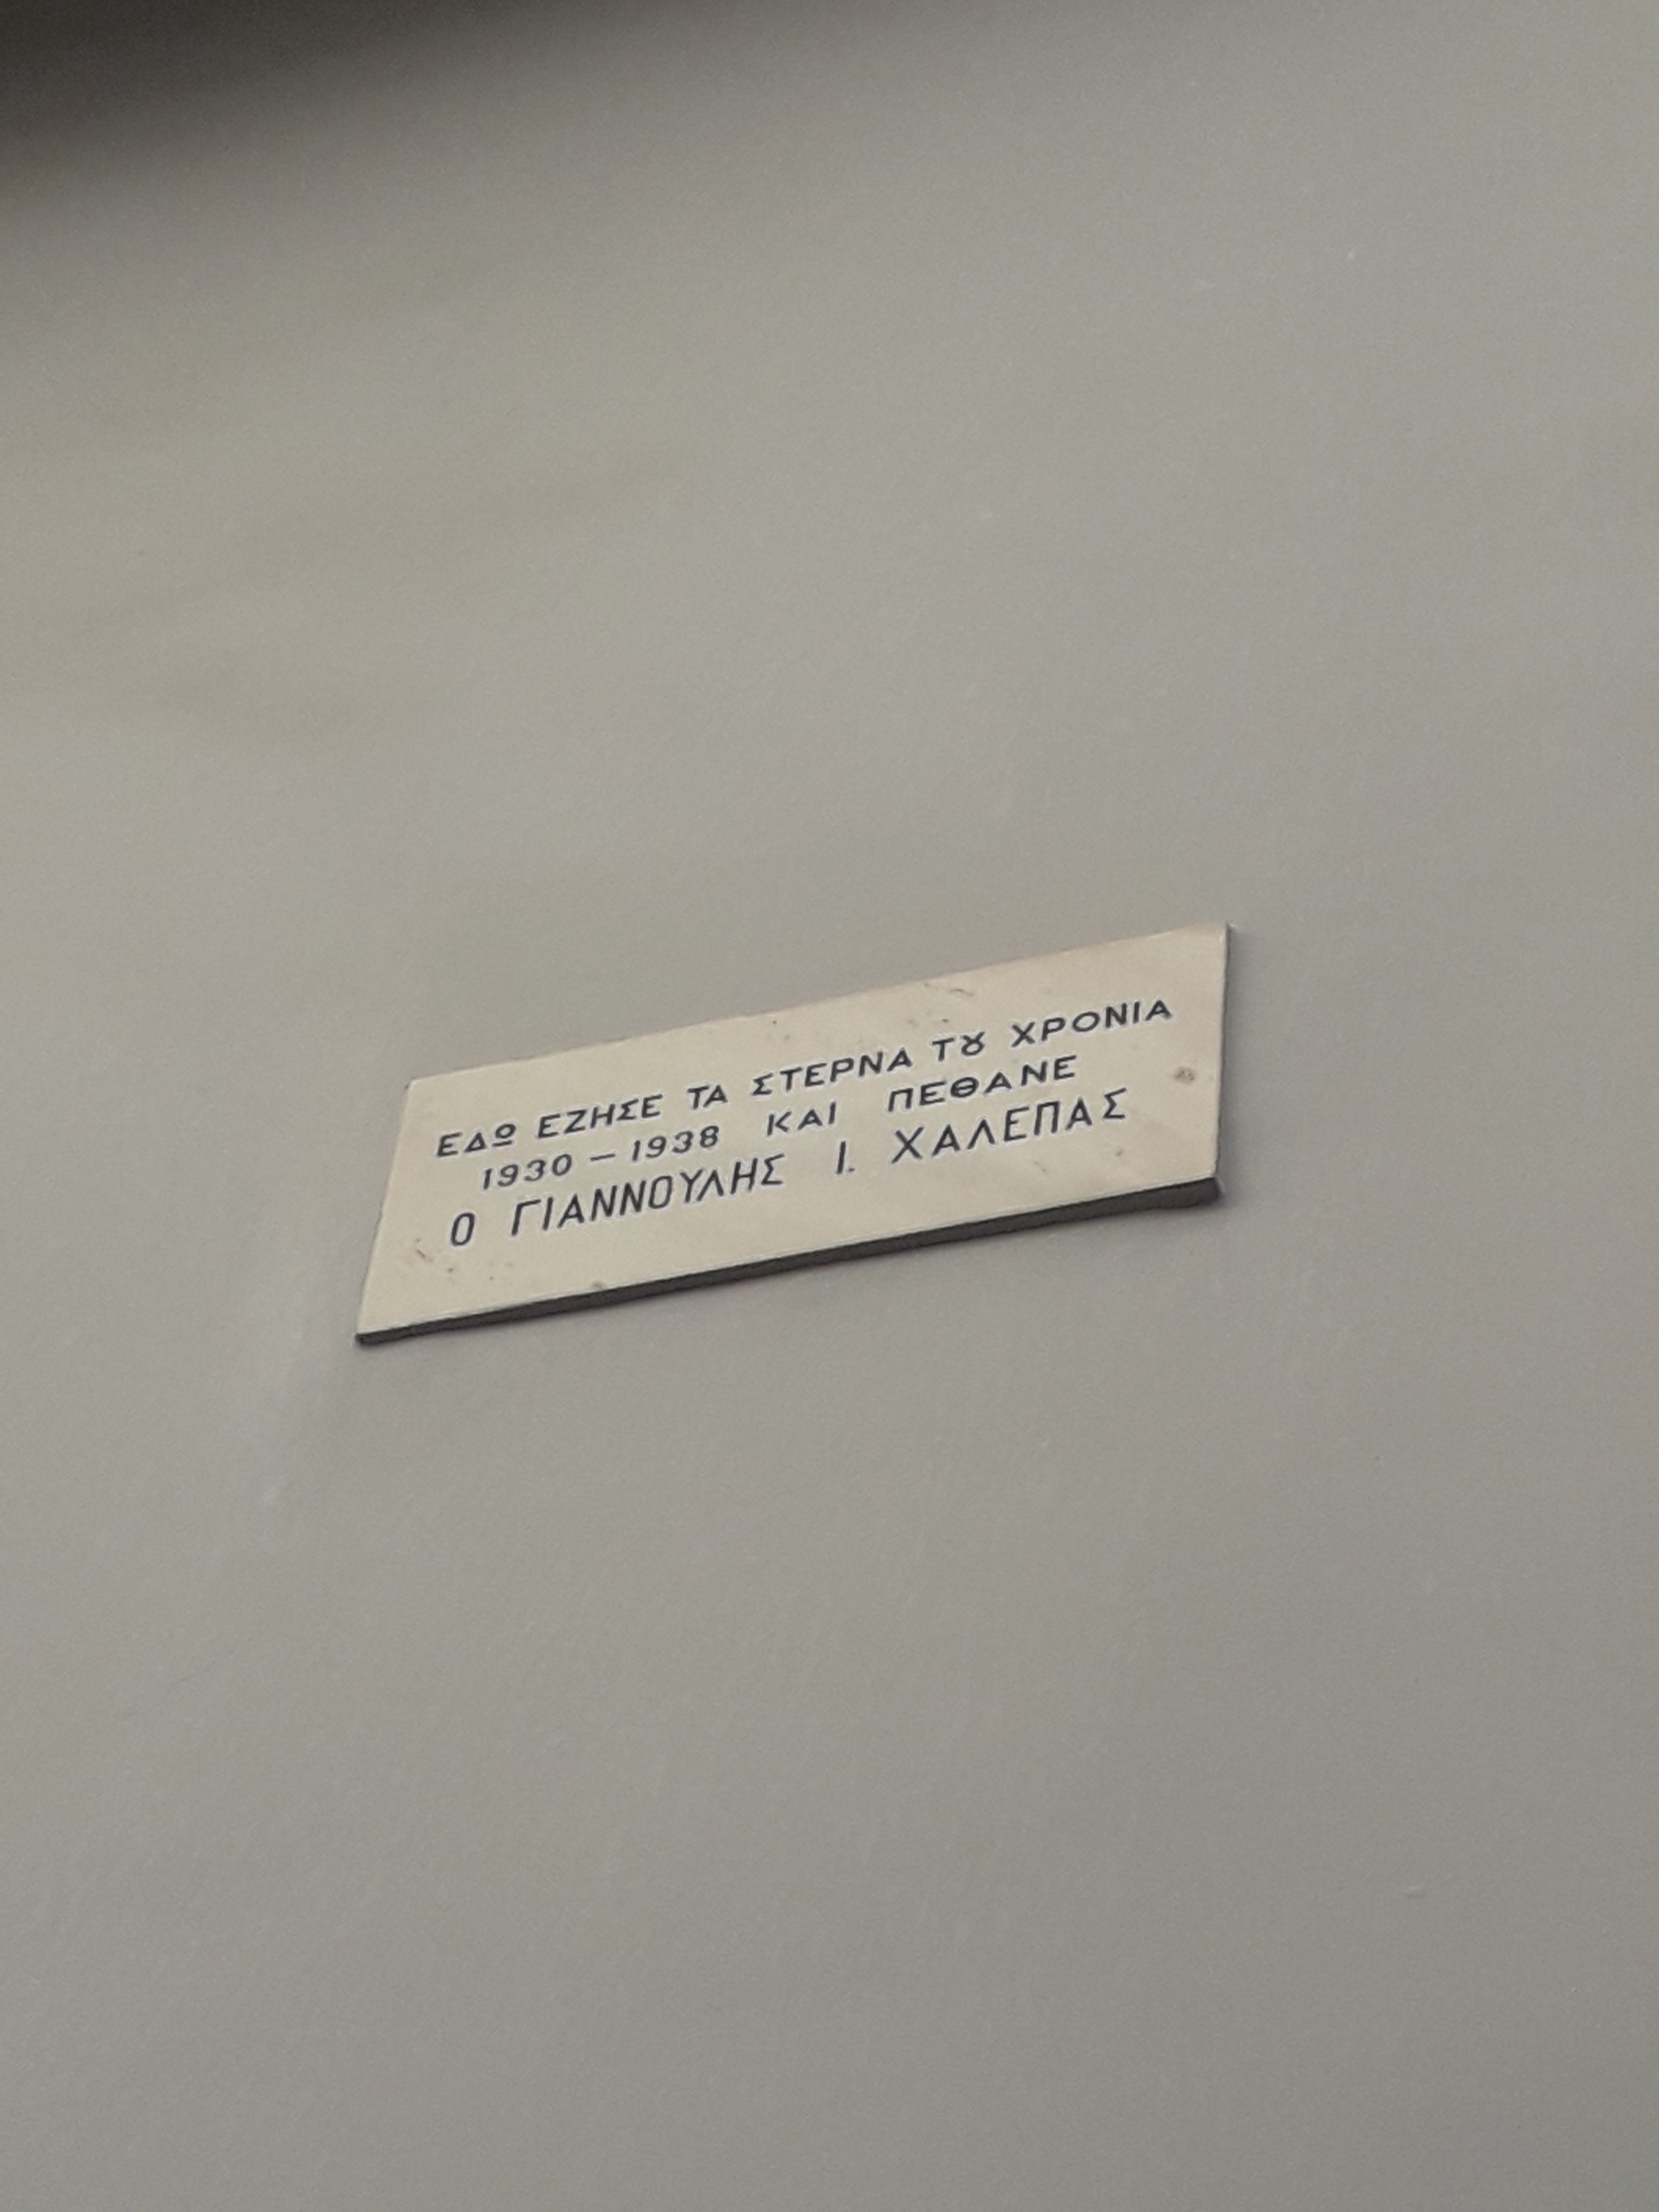 ΕΔΩ ΕΖΗΣΕ ΤΑ ΣΤΕΡΝΑ ΤȢ ΧΡΟΝΙΑ
1930 – 1938 ΚΑΙ ΠΕΘΑΝΕ
Ο ΓΙΑΝΝΟΥΛΗΣ Ι. ΧΑΛΕΠΑΣ